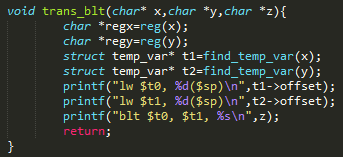 void trans_blt(char* x,char *y,char *z){
    char *regx=reg(x);
    char *regy=reg(y);
    struct temp_var* t1=find_temp_var(x);
    struct temp_var* t2=find_temp_var(y);
    printf("lw $t0, %d($sp)\n",t1->offset);
    printf("lw $t1, %d($sp)\n",t2->offset);
    printf("blt $t0, $t1, %s\n",z);
    return;
}